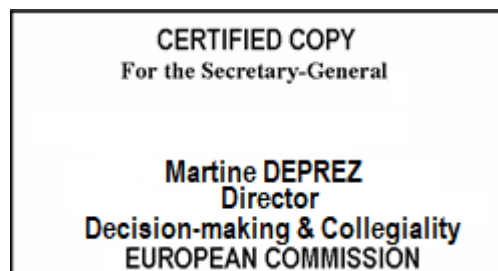 CERTIFIED COPY
For the Secretary-General
Martine DEPREZ
Director
Decision-making & Collegiality
EUROPEAN COMMISSION